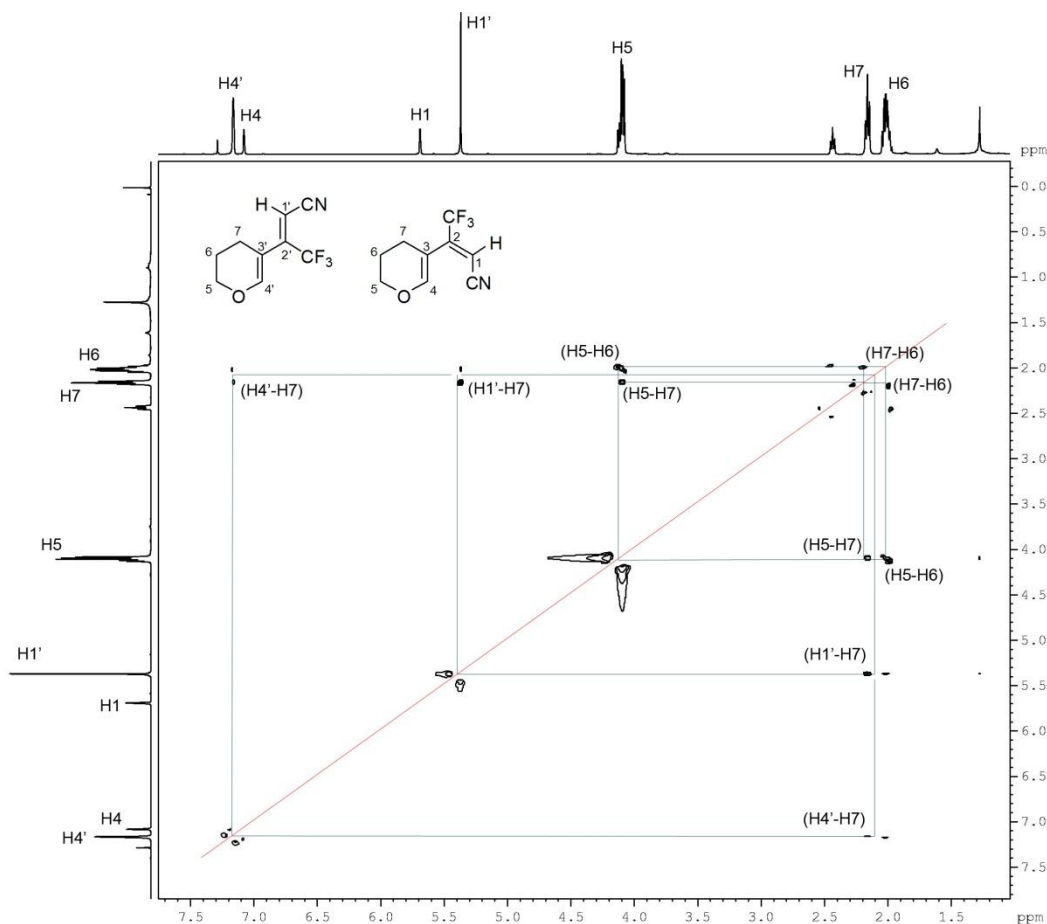 H1'
H5
H4'
H7
H6
H4
H1
ppm
H CN
1'
7
3'
6
2'
CF3
5
4'
O
CF3
7
2
H
6
3
1
5
4
CN
O
0.0
0.5
1.0
1.5
2.0
2.5
3.0
3.5
4.0
4.5
5.0
5.5
6.0
6.5
7.0
7.5
H6
H7
H5
H1'
H1
H4
H4'
(H5-H6)
(H7-H6)
(H4'-H7)
(H1'-H7)
(H5-H7)
(H7-H6)
(H5-H7)
(H5-H6)
(H1'-H7)
(H4'-H7)
7.5 7.0 6.5 6.0 5.5 5.0 4.5 4.0 3.5 3.0 2.5 2.0 1.5 ppm